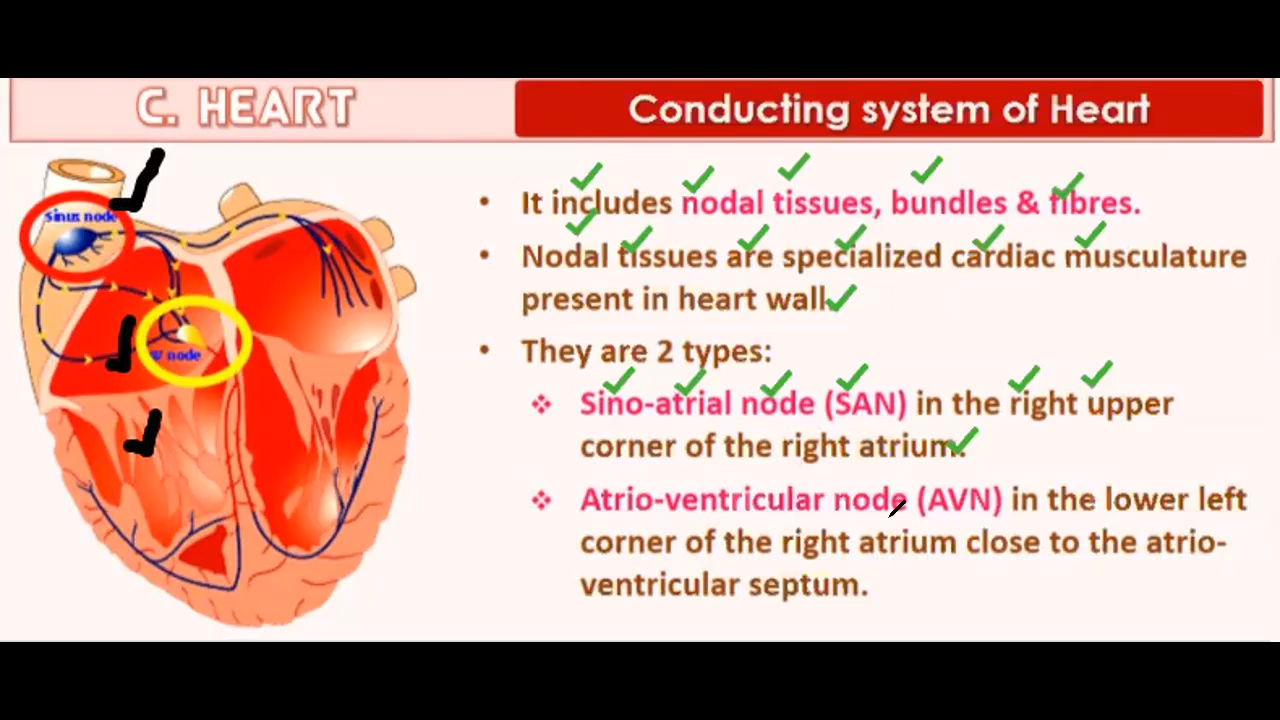 C. HEART
Conducting system of Heart
Sinus node
node
• It includes nodal tissues, bundles & fibres.
• Nodal tissues are specialized cardiac musculature
present in heart wall.
• They are 2 types:
❖ Sino-atrial node (SAN) in the right upper
corner of the right atrium.
❖ Atrio-ventricular node (AVN) in the lower left
corner of the right atrium close to the atrio-
ventricular septum.